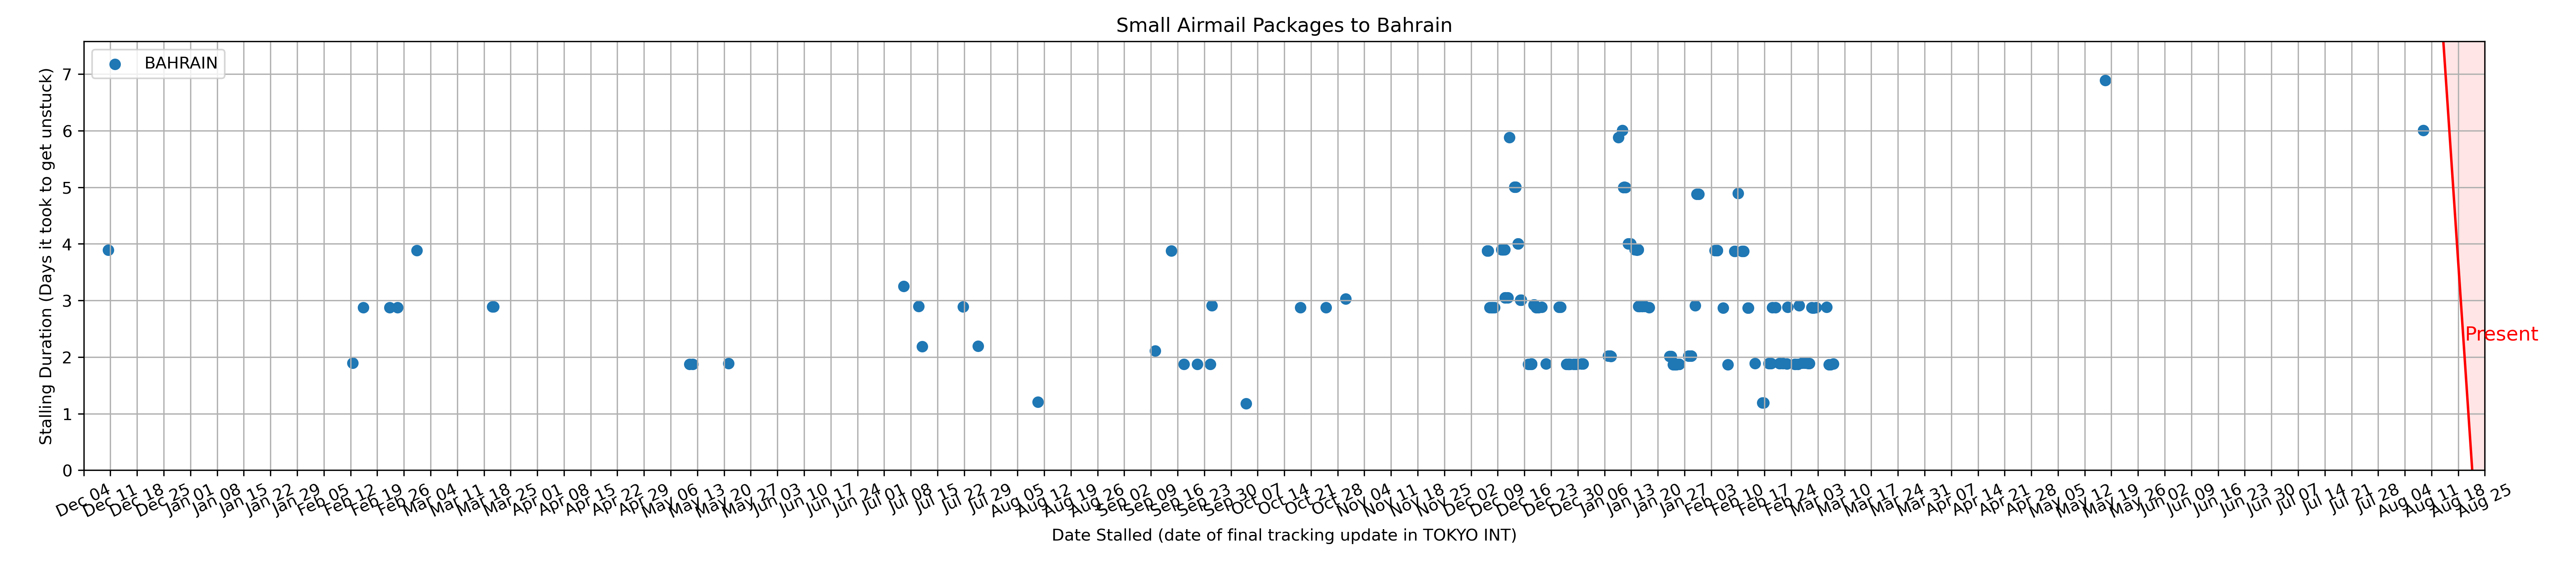 Small Airmail Packages to Bahrain
BAHRAIN
Stalling Duration (Days it took to get unstuck)
7
6
5
4
3
2
1
0
Present
Dec 04
Dec 11
Dec 18
Dec 25
Jan 01
Jan 08
Jan 15
Jan 22
Jan 29
Feb 05
Feb 12
Feb 19
Feb 26
Mar 04
Mar 11
Mar 18
Mar 25
Apr 01
Apr 08
Apr 15
Apr 22
Apr 29
May 06
May 13
May 20
May 27
Jun 03
Jun 10
Jun 17
Jun 24
Jul 01
Jul 08
Jul 15
Jul 22
Jul 29
Aug 05
Aug 12
Aug 19
Aug 26
Sep 02
Sep 09
Sep 16
Sep 23
Sep 30
Oct 07
Oct 14
Oct 21
Oct 28
Nov 04
Nov 11
Nov 18
Nov 25
Dec 02
Dec 09
Dec 16
Dec 23
Dec 30
Jan 06
Jan 13
Jan 20
Jan 27
Feb 03
Feb 10
Feb 17
Feb 24
Mar 03
Mar 10
Mar 17
Mar 24
Mar 31
Apr 07
Apr 14
Apr 21
Apr 28
May 05
May 12
May 19
May 26
Jun 02
Jun 09
Jun 16
Jun 23
Jun 30
Jul 07
Jul 14
Jul 21
Jul 28
Aug 04
Aug 11
Aug 18
Aug 25
Date Stalled (date of final tracking update in TOKYO INT)